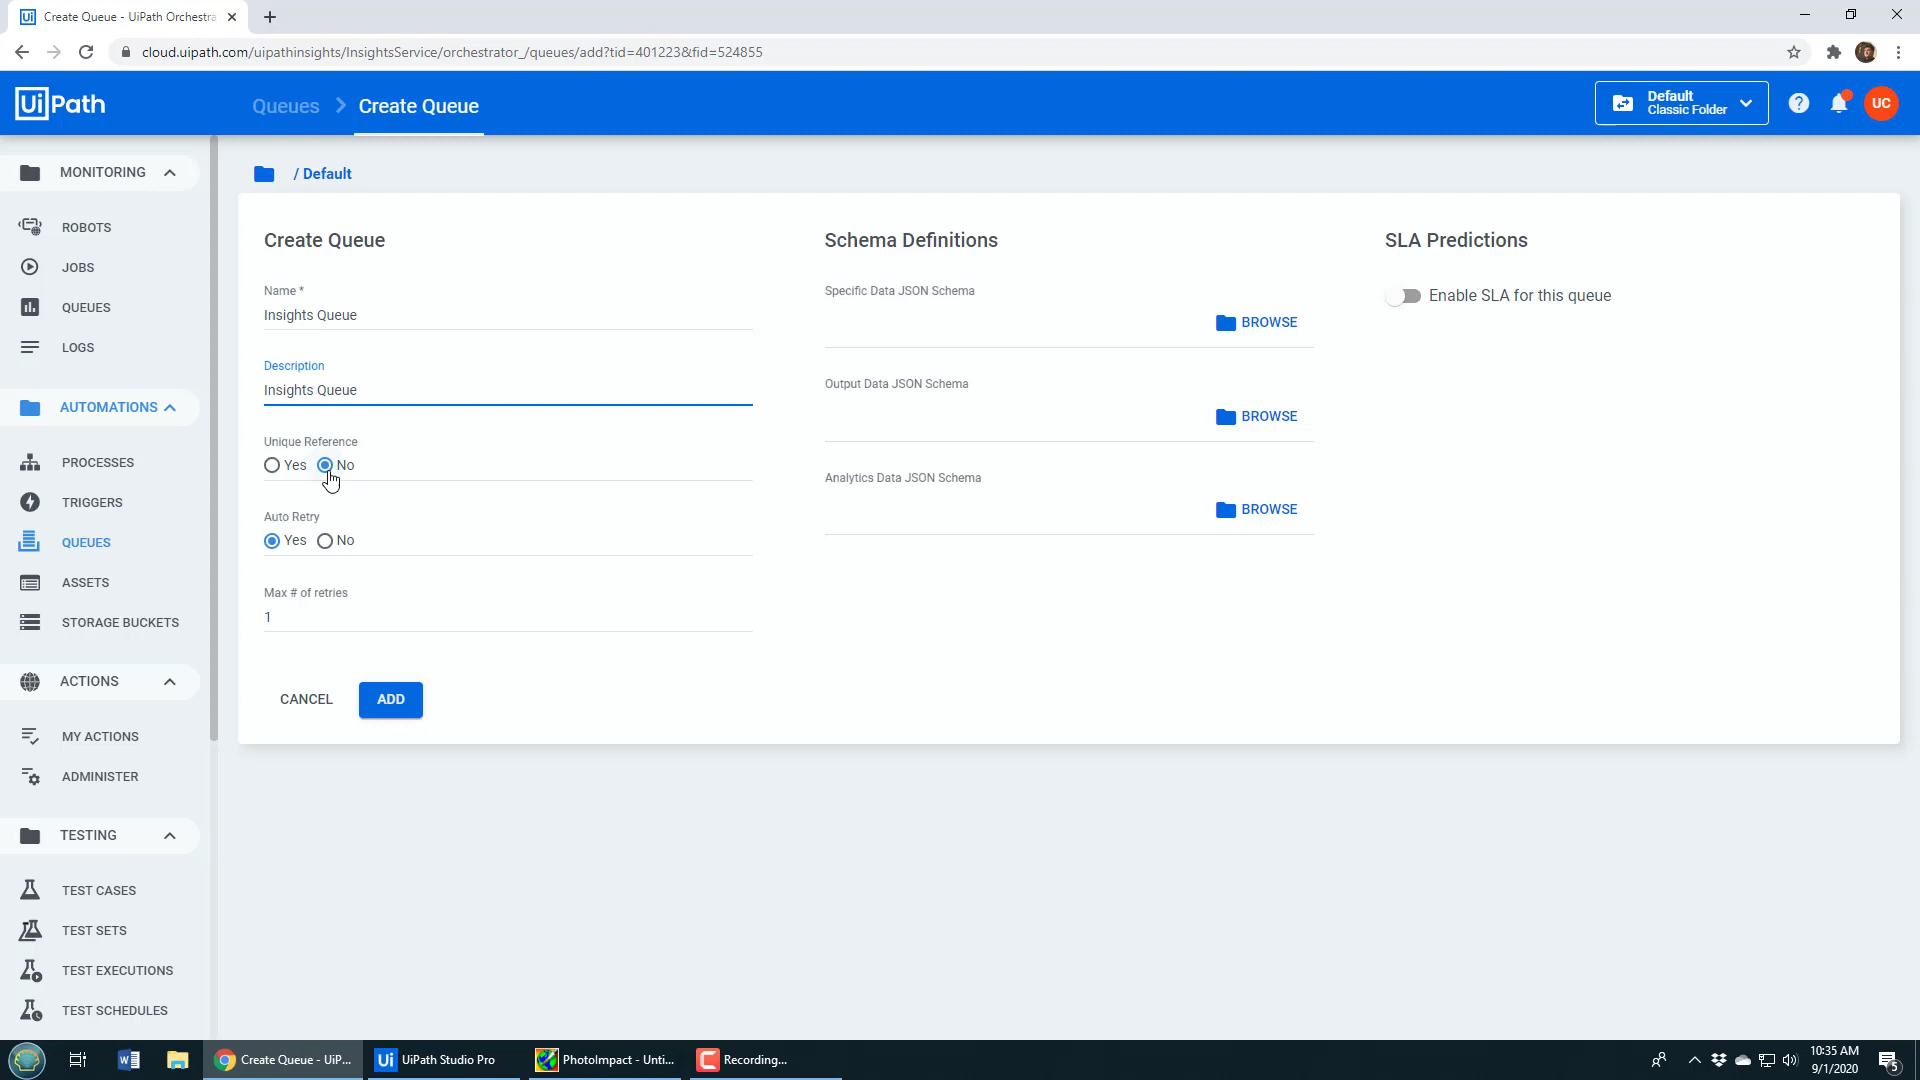 Create Queue - UiPath Orchestra
cloud.uipath.com/uipathinsights/InsightsService/orchestrator_/queues/add?tid=401223&fid=524855
UiPath
Queues
Create Queue
Default
Classic Folder
UC
MONITORING
ROBOTS
JOBS
QUEUES
LOGS
AUTOMATIONS
PROCESSES
TRIGGERS
QUEUES
ASSETS
STORAGE BUCKETS
ACTIONS
MY ACTIONS
ADMINISTER
TESTING
TEST CASES
TEST SETS
TEST EXECUTIONS
TEST SCHEDULES
/ Default
Create Queue
Name *
Insights Queue
Description
Insights Queue
Unique Reference
Yes No
Auto Retry
Yes No
Max # of retries
1
CANCEL ADD
Schema Definitions
Specific Data JSON Schema
BROWSE
Output Data JSON Schema
BROWSE
Analytics Data JSON Schema
BROWSE
SLA Predictions
Enable SLA for this queue
Create Queue - UiP...
UiPath Studio Pro
PhotoImpact - Unti...
Recording...
10:35 AM
9/1/2020
5